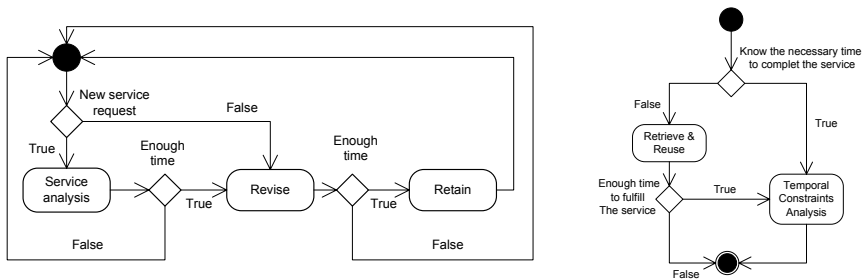 New service
request
False
True
Enough
time
Enough
time
Service
analysis
Revise
Retain
True
True
False
False
Know the necessary time
to complet the service
False
True
Retrieve &
Reuse
Enough time
to fulfill
The service
True
Temporal
Constraints
Analysis
False